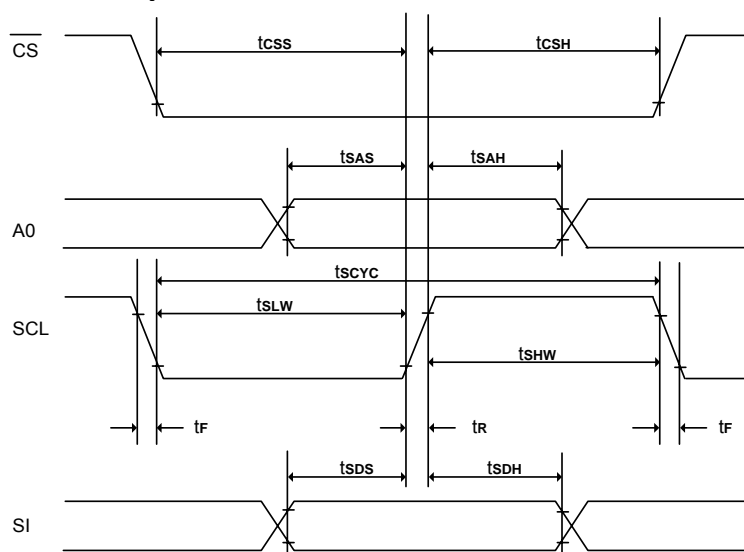 CS
tCSS
tCSH
tSAS
tSAH
A0
tSCYC
tSLW
SCL
tSHW
tF
tR
tF
tSDS
tSDH
SI